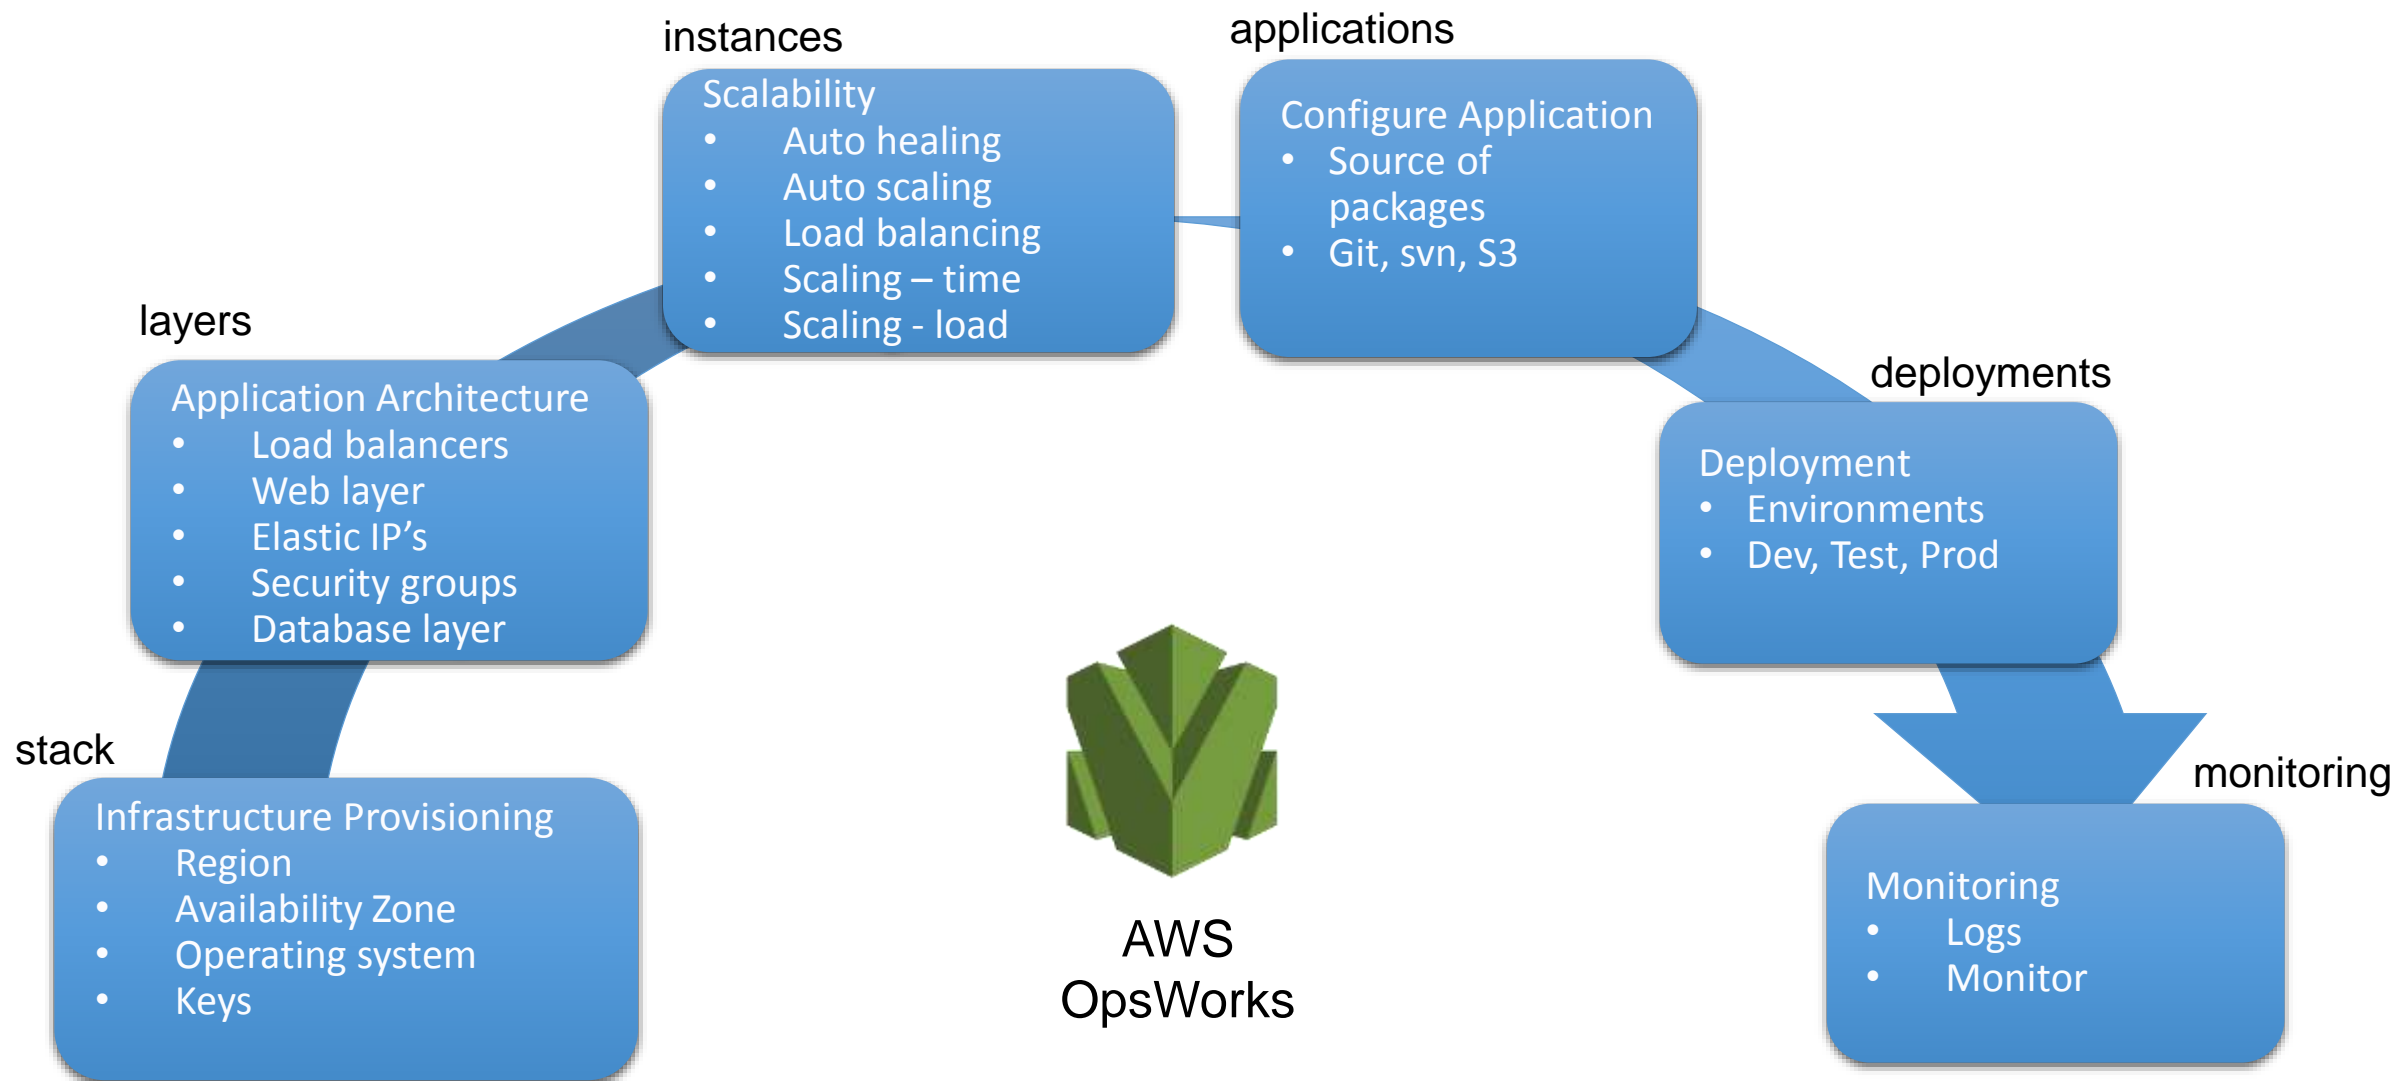 stack
Infrastructure Provisioning
• Region
• Availability Zone
• Operating system
• Keys
layers
Application Architecture
• Load balancers
• Web layer
• Elastic IP’s
• Security groups
• Database layer
instances
Scalability
• Auto healing
• Auto scaling
• Load balancing
• Scaling – time
• Scaling - load
applications
Configure Application
• Source of
packages
• Git, svn, S3
deployments
Deployment
• Environments
• Dev, Test, Prod
monitoring
Monitoring
• Logs
• Monitor
AWS
OpsWorks